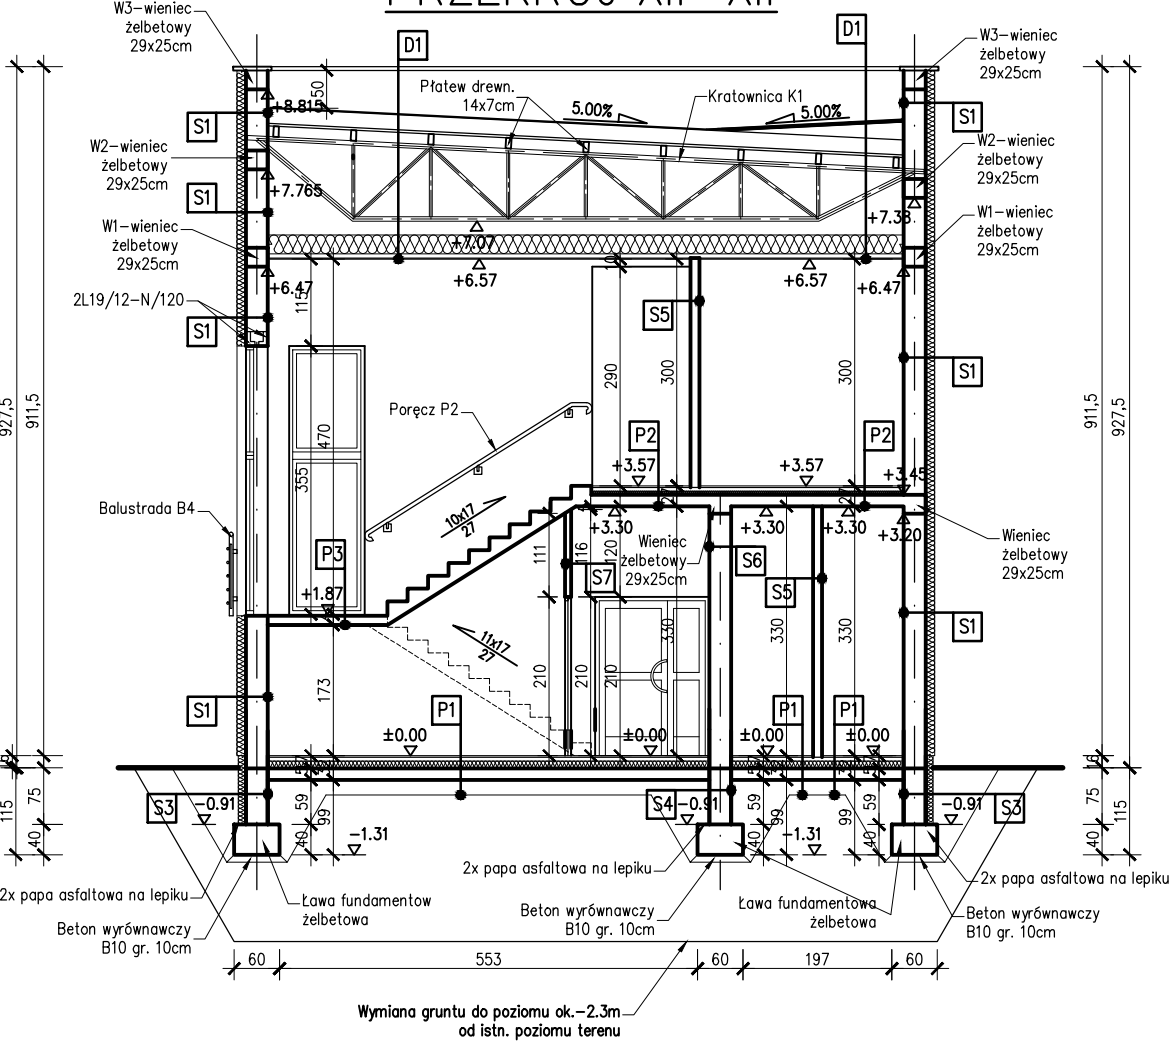 W3-wieniec
żelbetowy
29x25cm
D1
D1
W3-wieniec
żelbetowy
29x25cm
Płatew drewn.
14x7cm
Kratownica K1
5.00%
5.00%
50
+8.815
S1
S1
W2-wieniec
żelbetowy
29x25cm
W2-wieniec
żelbetowy
29x25cm
+7.765
S1
+7.38
W1-wieniec
żelbetowy
29x25cm
W1-wieniec
żelbetowy
29x25cm
+7.07
+6.47
+6.57
+6.57
+6.47
115
2L19/12-N/120
S1
S5
S1
927,5
911,5
911,5
927,5
290
300
300
Poręcz P2
470
355
P2
P2
+3.57
+3.57
+3.45
Balustrada B4
10x17
27
+3.30
+3.30
+3.30
+3.20
Wieniec
żelbetowy
29x25cm
Wieniec
żelbetowy
29x25cm
P3
111
116
120
S7
S6
S5
+1.87
S1
11x17
27
330
330
330
173
210
210
210
S1
P1
P1
P1
±0.00
±0.00
±0.00
±0.00
16
115
75
40
S3
-0.91
59
99
40
-1.31
S4
-0.91
59
99
40
-1.31
59
99
40
-0.91
S3
16
75
40
115
2x papa asfaltowa na lepiku
2x papa asfaltowa na lepiku
2x papa asfaltowa na lepiku
Ława fundamentow
żelbetowa
Ława fundamentowa
żelbetowa
Beton wyrównawczy
B10 gr. 10cm
Beton wyrównawczy
B10 gr. 10cm
Beton wyrównawczy
B10 gr. 10cm
60
553
60
197
60
Wymiana gruntu do poziomu ok.-2.3m
od istn. poziomu terenu